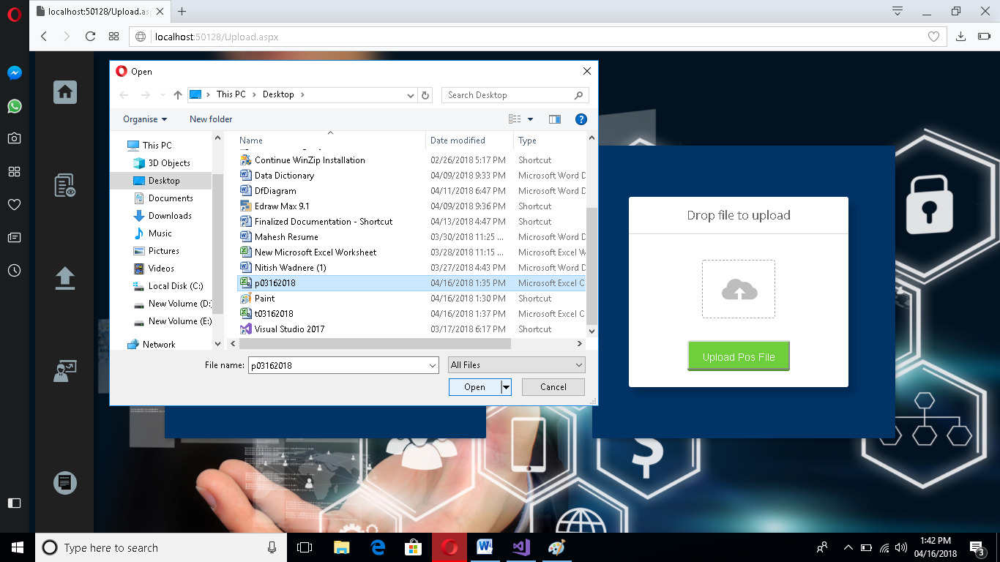 localhost:50128/Upload.asp
localhost:50128/Upload.aspx
Open
This PC
Desktop
Search Desktop
Organise
New folder
Name
Date modified
Type
This PC
3D Objects
Desktop
Documents
Downloads
Music
Pictures
Videos
Local Disk (C:)
New Volume (D:
New Volume (E:)
Network
Continue WinZip Installation 02/26/2018 5:17 PM Shortcut
Data Dictionary 04/09/2018 9:33 PM Microsoft Word D
DfDiagram 04/11/2018 6:47 PM Microsoft Word D
Edraw Max 9.1 04/09/2018 9:36 PM Shortcut
Finalized Documentation - Shortcut 04/13/2018 4:47 PM Shortcut
Mahesh Resume 03/30/2018 11:25 ... Microsoft Word D
New Microsoft Excel Worksheet 03/28/2018 11:15 ... Microsoft Excel W
Nitish Wadnere (1) 03/27/2018 4:43 PM Microsoft Word D
p03162018 04/16/2018 1:35 PM Microsoft Excel C
Paint 04/16/2018 1:30 PM Shortcut
t03162018 04/16/2018 1:37 PM Microsoft Excel C
Visual Studio 2017 03/17/2018 6:17 PM Shortcut
File name: p03162018
All Files
Open
Cancel
Drop file to upload
Upload Pos File
Type here to search
1:42 PM
04/16/2018
3